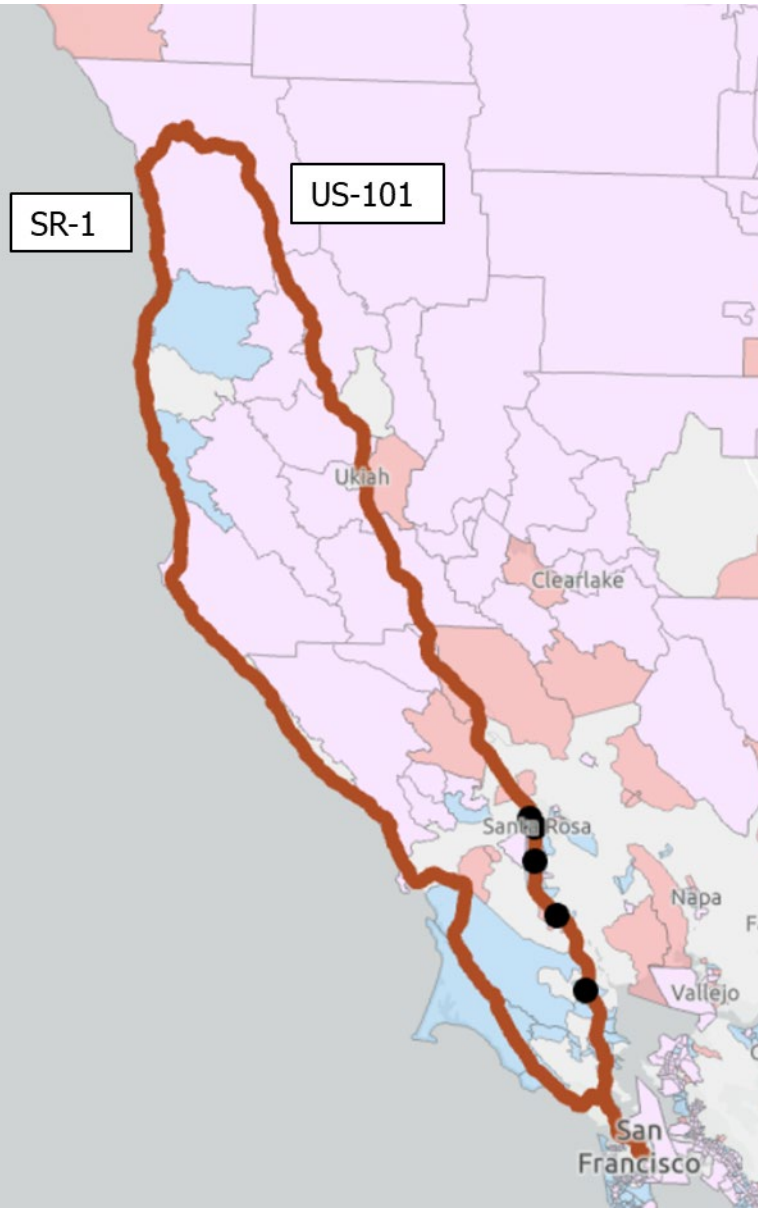 SR-1
US-101
Ukiah
Clearlake
Santa Rosa
Napa
Vallejo
San
Francisco